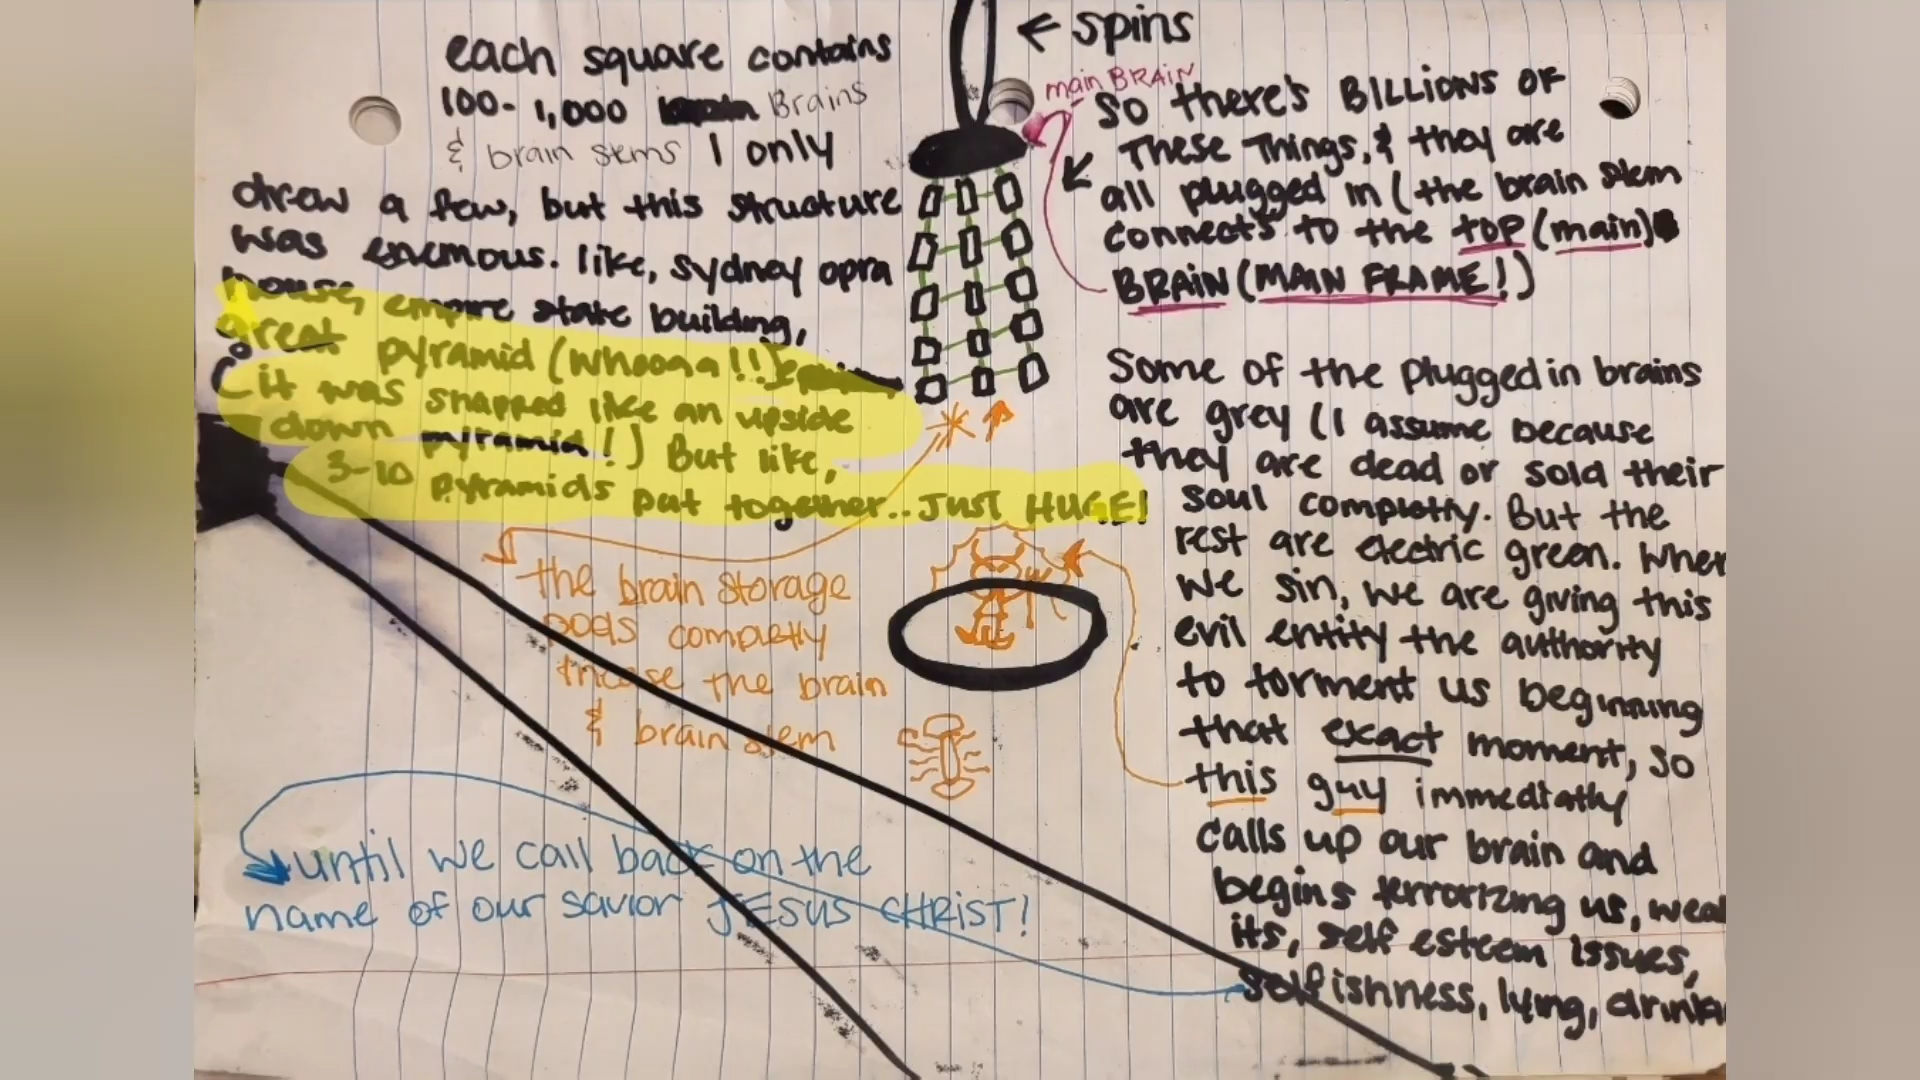 each square contains
100- 1,000 Brains
& brain stems I only
drew a few, but this structure
was enemous. like, sydney opra
house, empire state building,
great pyramid (whooaa!!)
(it was shapped like an upside
down pyramid!) But like,
3-10 pyramids put together.. JUST HUGE!
← spins
main BRAIN
So there's BILLIONS OF
These Things, & they are
all plugged in (the brain stem
connects to the top (main)
BRAIN (MAIN FRAME!)
Some of the plugged in brains
are grey (I assume because
they are dead or sold their
soul complettly. But the
rest are electric green. When
we sin, we are giving this
evil entity the authority
to torment us beginning
that exact moment, so
this guy immediatly
calls up our brain and
begins terrorizing us, weal
its, self esteem issues,
selfishness, lying, drink
the brain storage
pods completly
incase the brain
& brain stem
until we call back on the
name of our savior JESUS CHRIST!